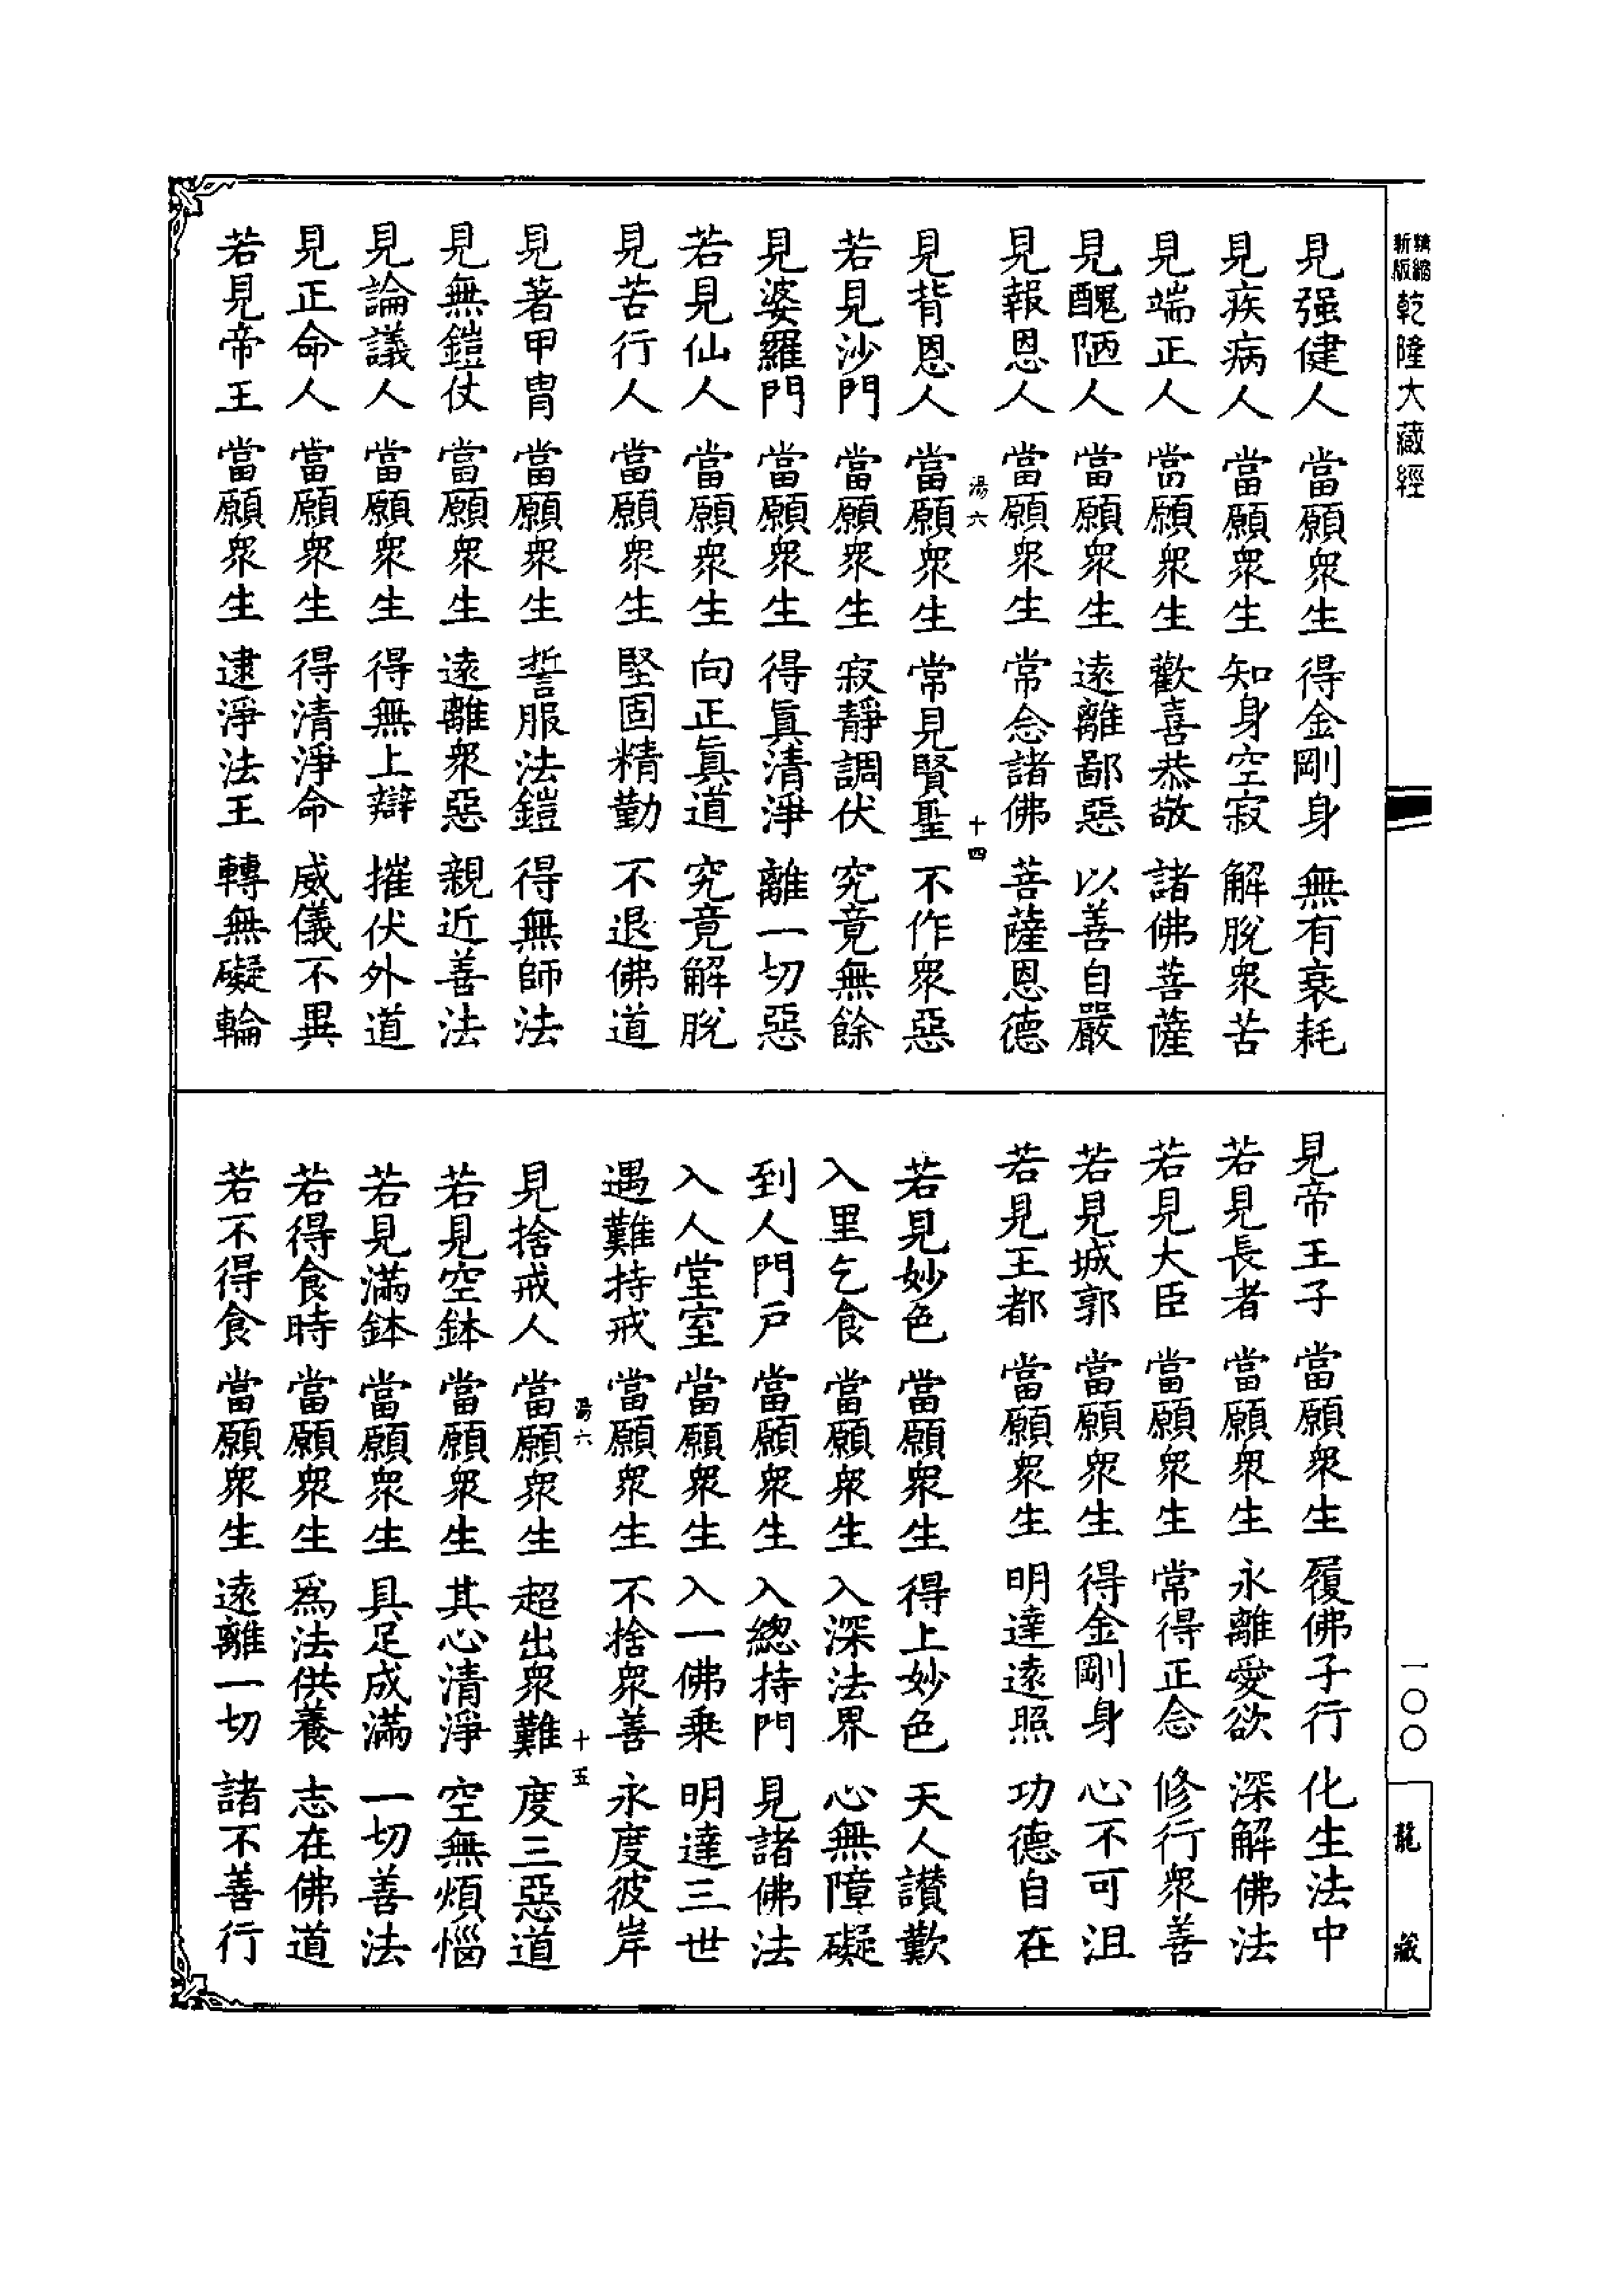 精縮
新版
乾隆大藏經
見强健人 當願衆生 得金剛身 無有衰耗
見疾病人 當願衆生 知身空寂 解脫衆苦
見端正人 當願衆生 歡喜恭敬 諸佛菩薩
見醜陋人 當願衆生 遠離鄙惡 以善自嚴
見報恩人 當願衆生 常念諸佛 菩薩恩德
湯六 十四
見背恩人 當願衆生 常見賢聖 不作衆惡
若見沙門 當願衆生 寂靜調伏 究竟無餘
見婆羅門 當願衆生 得眞清淨 離一切惡
若見仙人 當願衆生 向正眞道 究竟解脫
見苦行人 當願衆生 堅固精勤 不退佛道
見著甲冑 當願衆生 誓服法鎧 得無師法
見無鎧仗 當願衆生 遠離衆惡 親近善法
見論議人 當願衆生 得無上辯 摧伏外道
見正命人 當願衆生 得清淨命 威儀不異
若見帝王 當願衆生 逮淨法王 轉無礙輪
見帝王子 當願衆生 履佛子行 化生法中
若見長者 當願衆生 永離愛欲 深解佛法
若見大臣 當願衆生 常得正念 修行衆善
若見城郭 當願衆生 得金剛身 心不可沮
若見王都 當願衆生 明達遠照 功德自在
若見妙色 當願衆生 得上妙色 天人讚歎
入里乞食 當願衆生 入深法界 心無障礙
到人門戶 當願衆生 入總持門 見諸佛法
入人堂室 當願衆生 入一佛乘 明達三世
遇難持戒 當願衆生 不捨衆善 永度彼岸
湯六 十五
見捨戒人 當願衆生 超出衆難 度三惡道
若見空鉢 當願衆生 其心清淨 空無煩惱
若見滿鉢 當願衆生 具足成滿 一切善法
若得食時 當願衆生 爲法供養 志在佛道
若不得食 當願衆生 遠離一切 諸不善行
一〇〇
龍藏